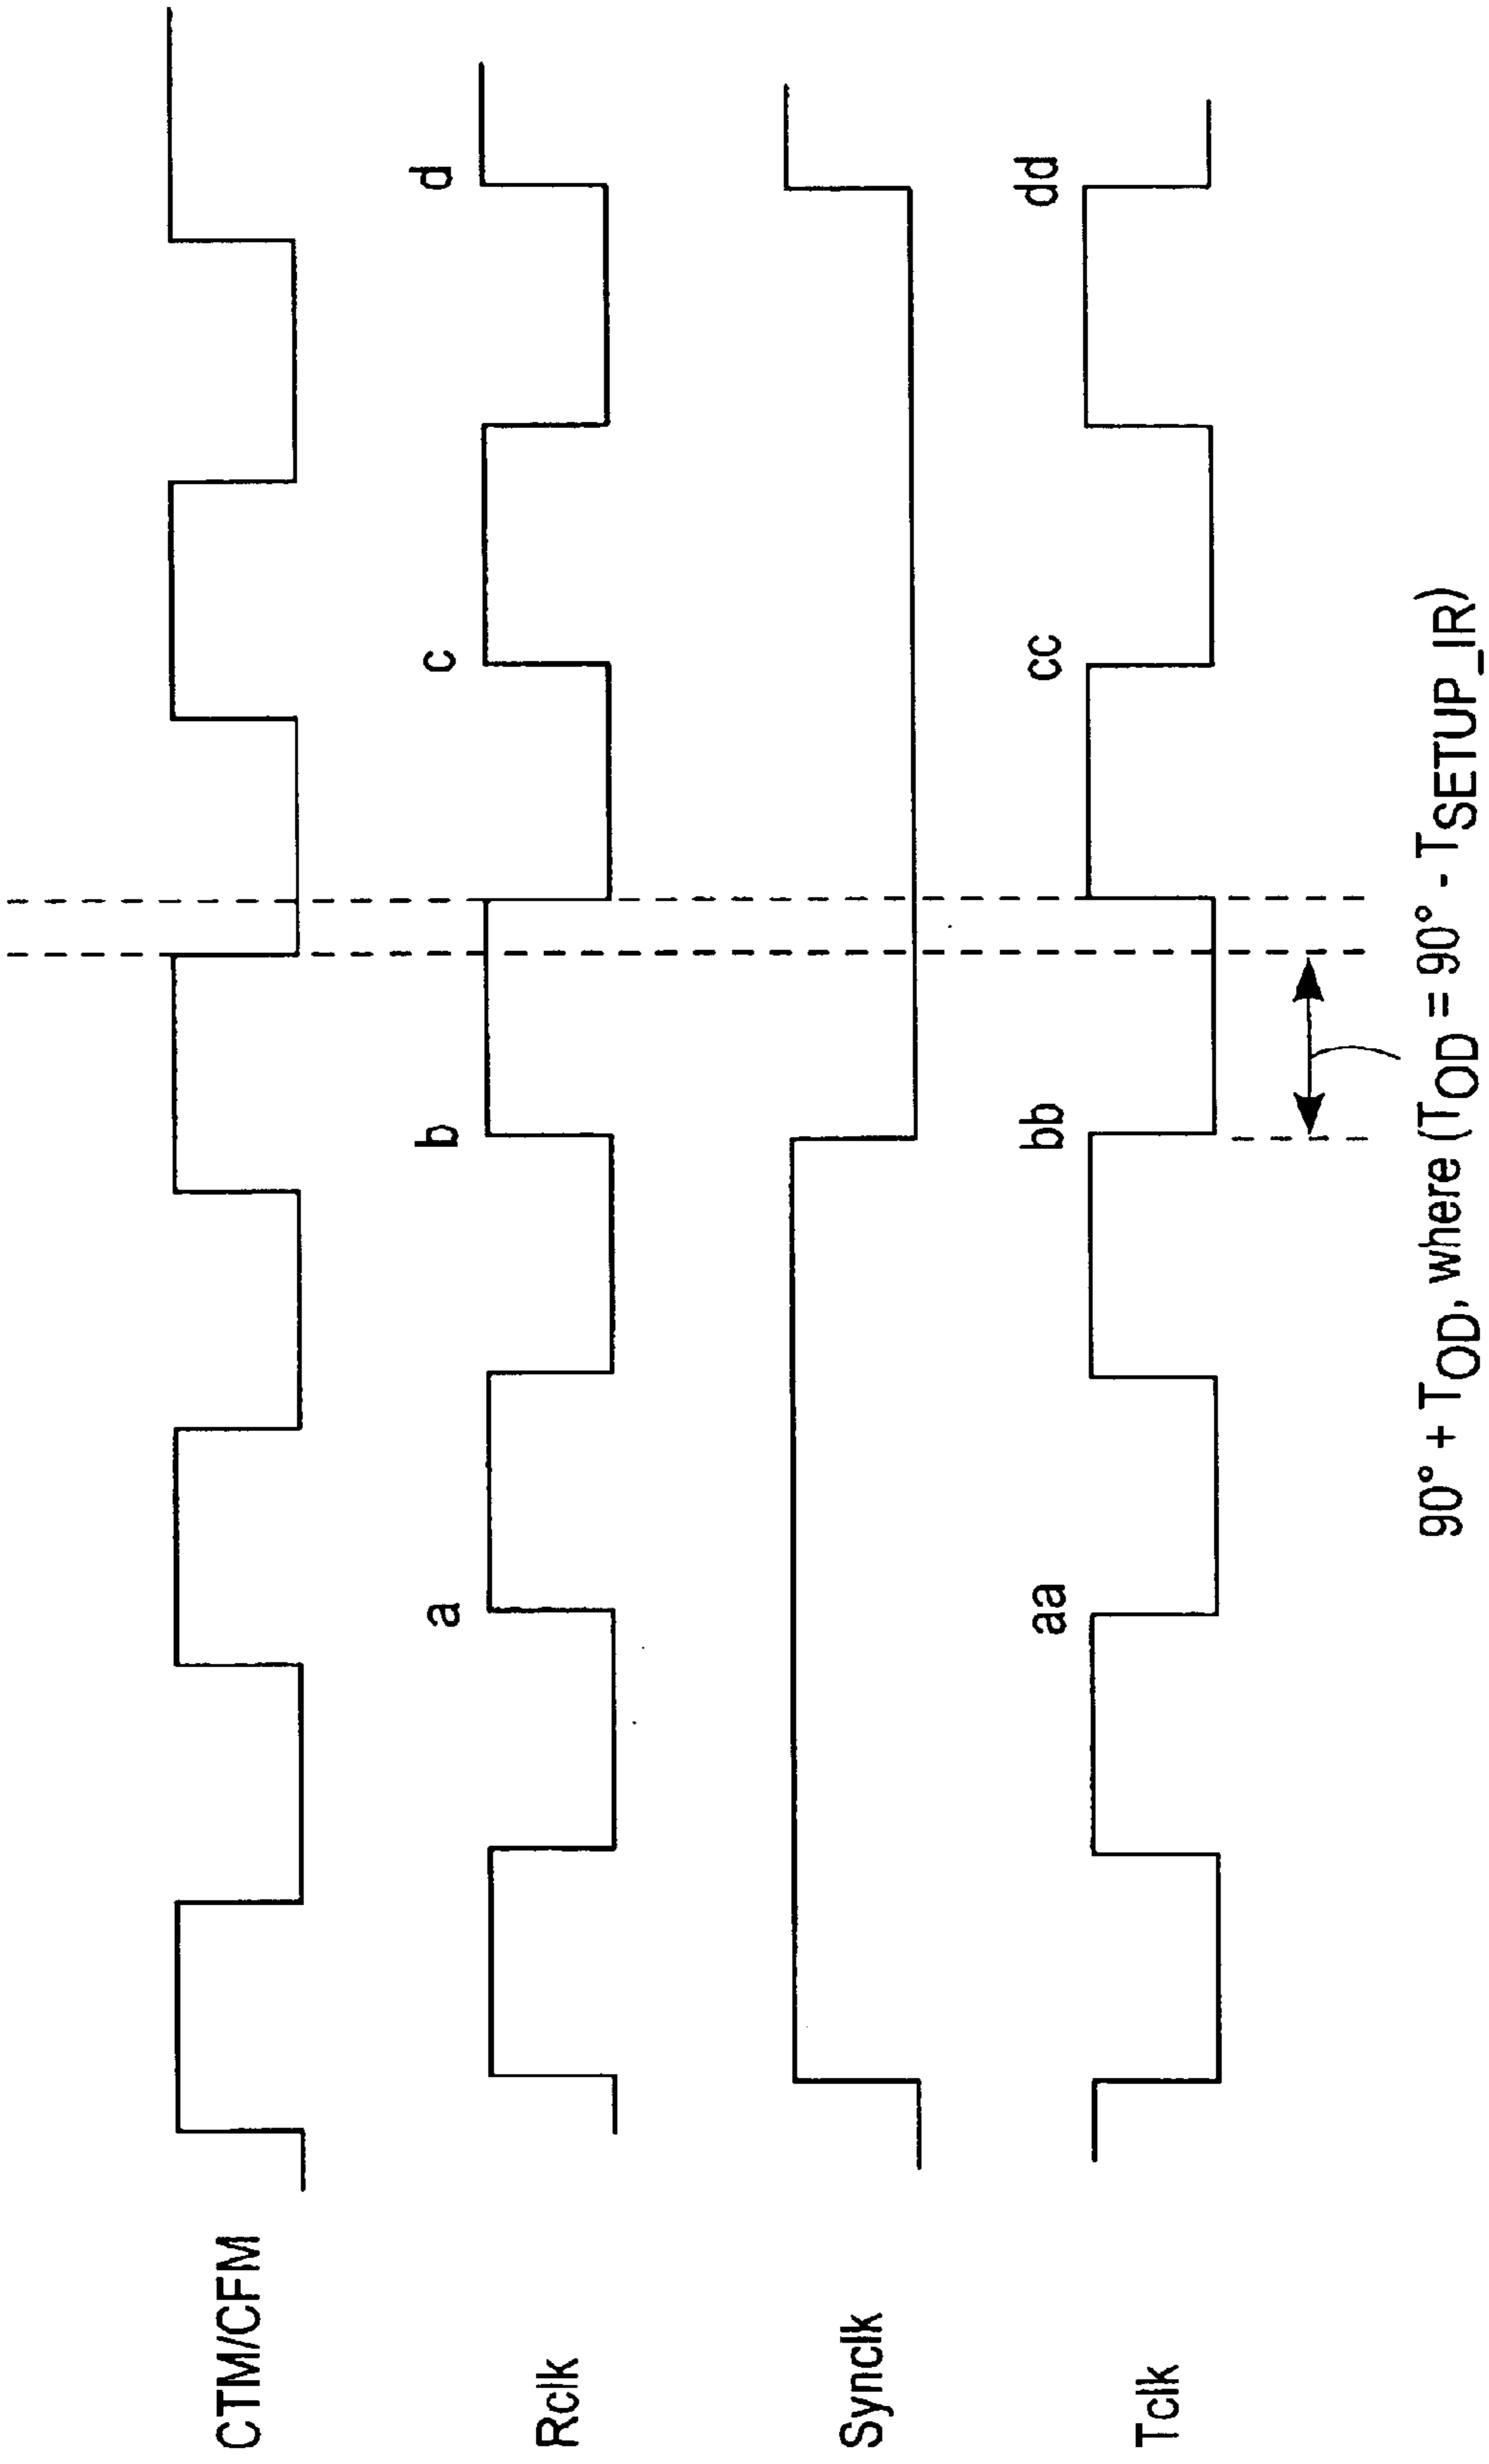 CTM/CFM
Rclk
a
b
c
d
Synclk
Tclk
aa
bb
cc
dd
90° + TOD, where (TOD = 90° - TSETUP_IR)